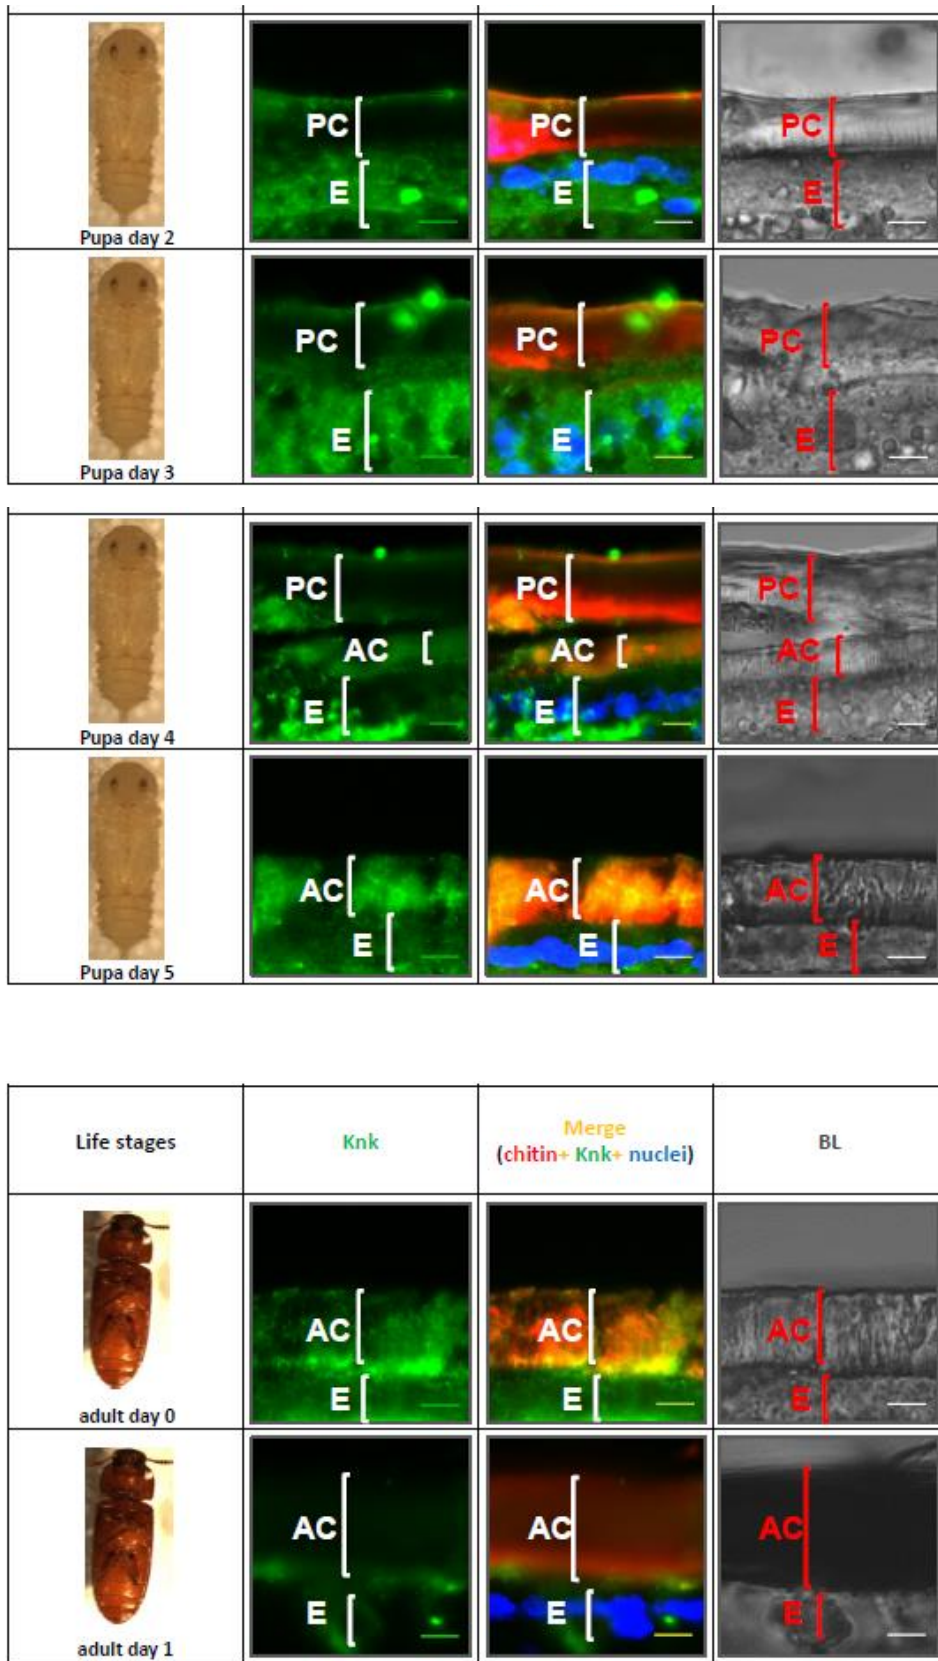 PC
PC
PC
E
E
E
Pupa day 2
PC
PC
PC
E
E
E
Pupa day 3
PC
PC
PC
AC
AC
AC
E
E
E
Pupa day 4
AC
AC
AC
E
E
E
Pupa day 5
Life stages
Knk
Merge
(chitin+ Knk+ nuclei)
BL
AC
AC
AC
E
E
E
adult day 0
AC
AC
AC
E
E
E
adult day 1